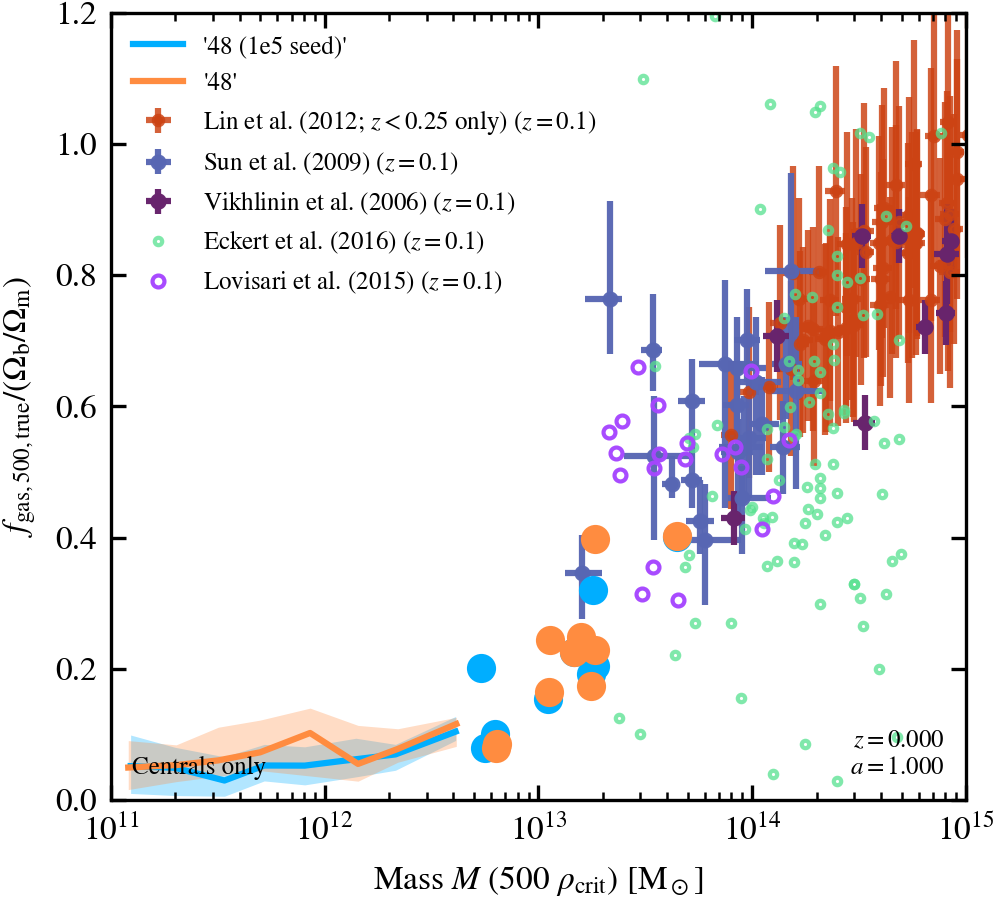 1.2
1.0
0.8
0.6
0.4
0.2
0.0
f_gas, 500, true/(Ω_b/Ω_m)
'48 (1e5 seed)'
'48'
Lin et al. (2012; z < 0.25 only) (z = 0.1)
Sun et al. (2009) (z = 0.1)
Vikhlinin et al. (2006) (z = 0.1)
Eckert et al. (2016) (z = 0.1)
Lovisari et al. (2015) (z = 0.1)
z = 0.000
a = 1.000
Centrals only
10^11 10^12 10^13 10^14 10^15
Mass M (500 ρ_crit) [M_⊙]